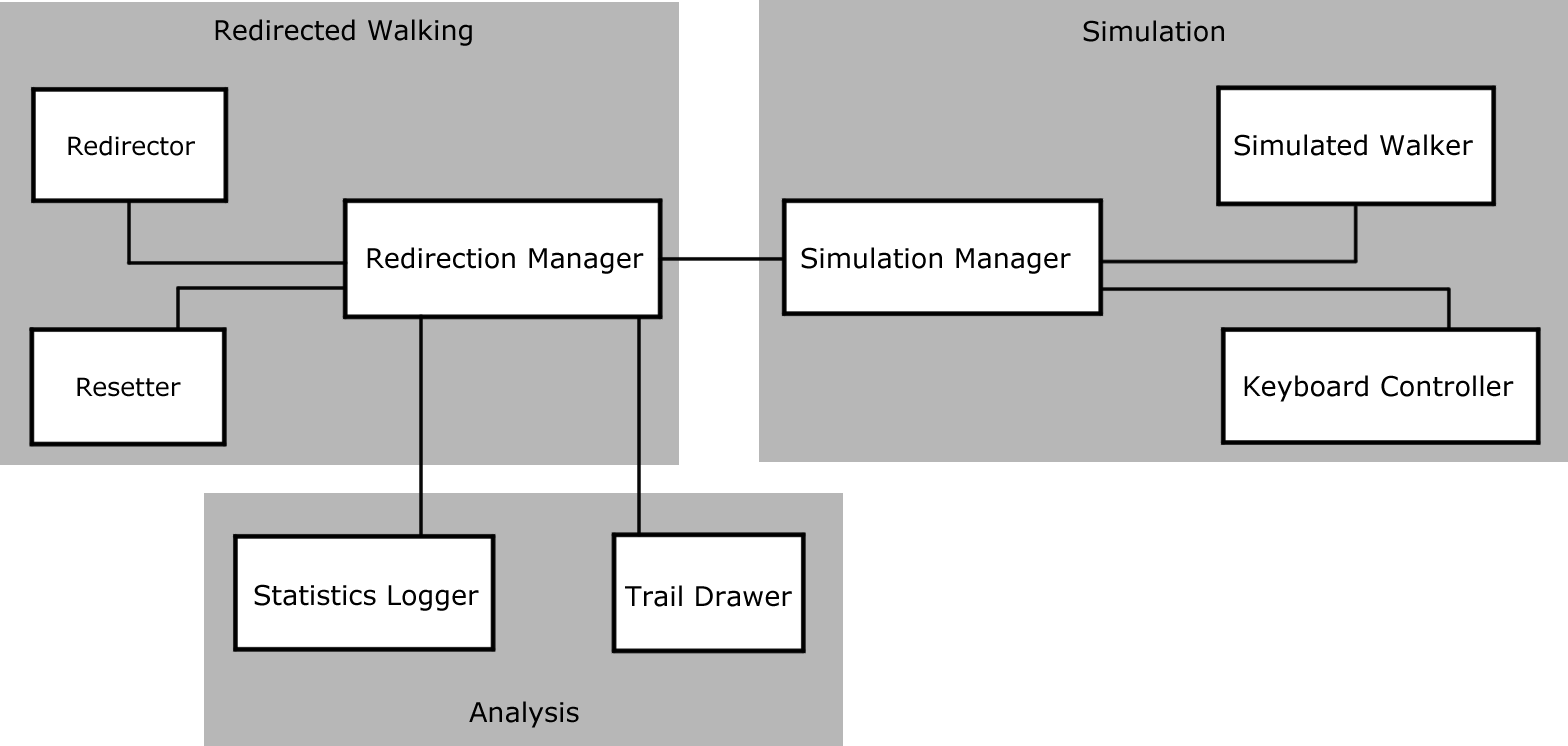 Redirected Walking
Simulation
Redirector
Simulated Walker
Redirection Manager
Simulation Manager
Resetter
Keyboard Controller
Statistics Logger
Trail Drawer
Analysis